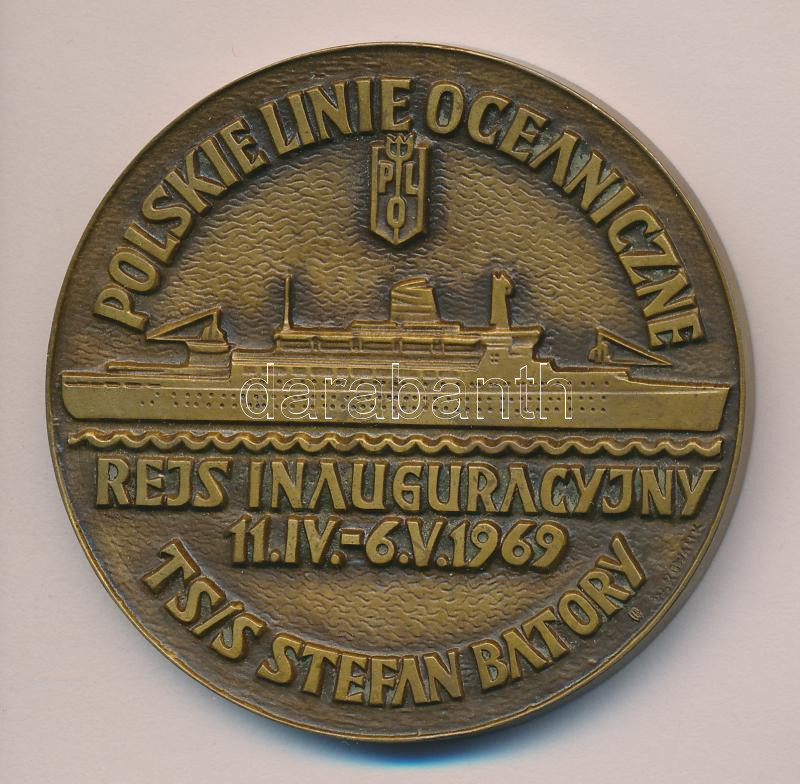 POLSKIE LINIE OCEANICZNE
PLO
darabanth
REJS INAUGURACYJNY
11.IV.-6.V.1969
TS/S STEFAN BATORY